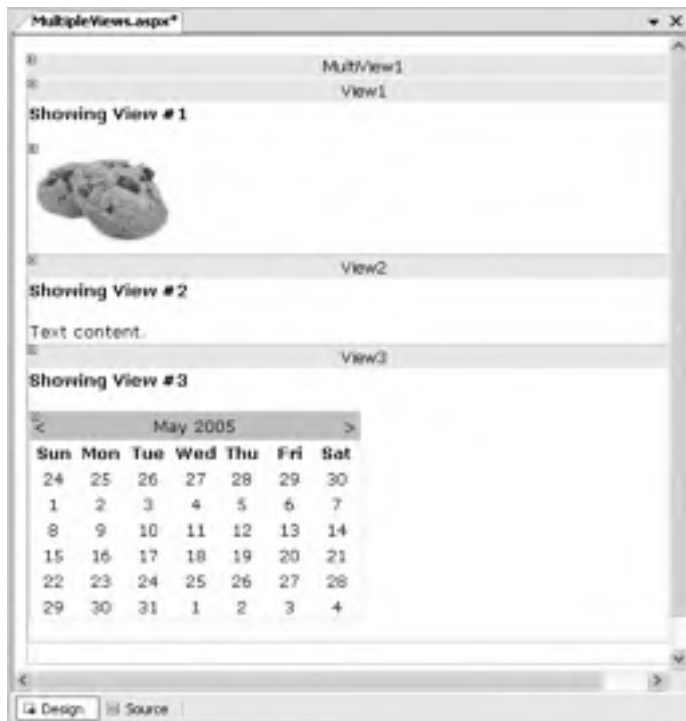 MultipleViews.aspx*
MultiView1
View1
Showing View #1
View2
Showing View #2
Text content.
View3
Showing View #3
< May 2005 >
Sun Mon Tue Wed Thu Fri Sat
24 25 26 27 28 29 30
1 2 3 4 5 6 7
8 9 10 11 12 13 14
15 16 17 18 19 20 21
22 23 24 25 26 27 28
29 30 31 1 2 3 4
Design Source